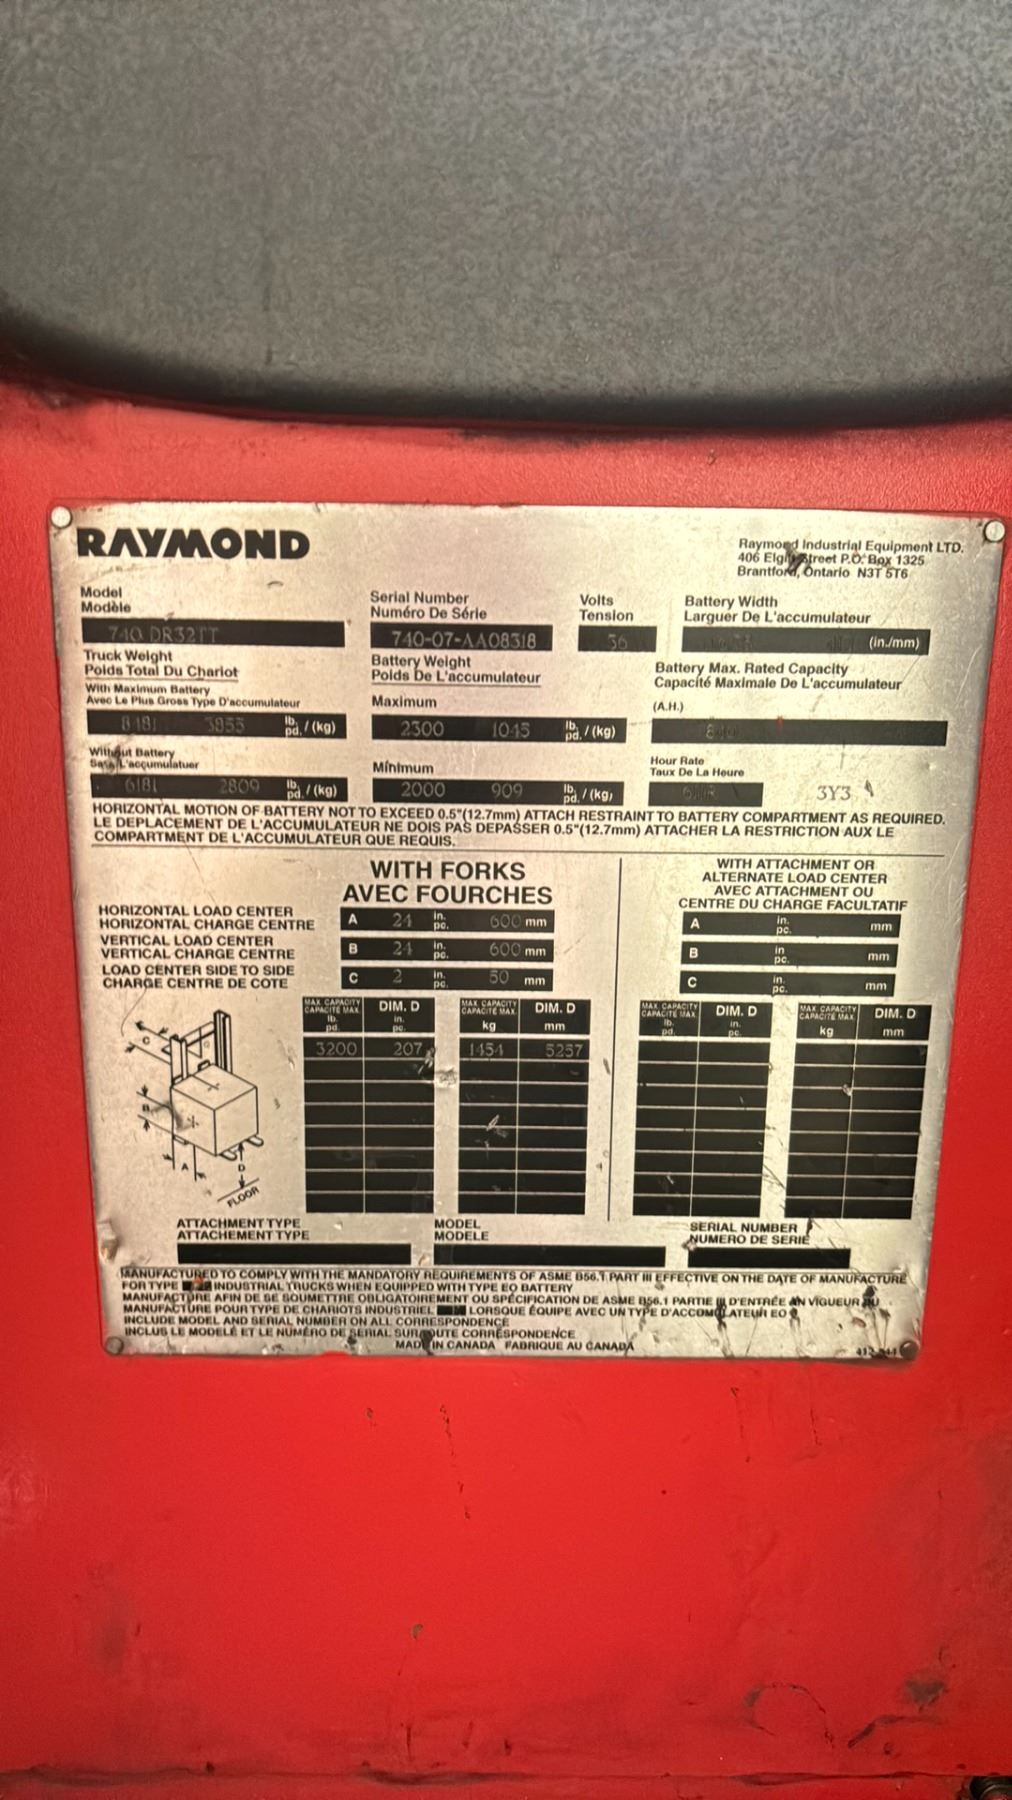 RAYMOND
Raymond Industrial Equipment LTD.
406 Elgin Street P.O. Box 1325
Brantford, Ontario N3T 5T6
Model
Modèle
740 DR32TT
Serial Number
Numéro De Série
740-07-AA08318
Volts
Tension
36
Battery Width
Larguer De L'accumulateur
(in./mm)
Truck Weight
Poids Total Du Chariot
With Maximum Battery
Avec Le Plus Grose Type D'accumulateur
8481 3855 lb. pd. / (kg)
Battery Weight
Poids De L'accumulateur
Maximum
2300 1045 lb. pd. / (kg)
Battery Max. Rated Capacity
Capacité Maximale De L'accumulateur
(A.H.)
Without Battery
Sans L'accumulatuer
6181 2809 lb. pd. / (kg)
Minimum
2000 909 lb. pd. / (kg)
Hour Rate
Taux De La Heure
3Y3
HORIZONTAL MOTION OF BATTERY NOT TO EXCEED 0.5"(12.7mm) ATTACH RESTRAINT TO BATTERY COMPARTMENT AS REQUIRED.
LE DEPLACEMENT DE L'ACCUMULATEUR NE DOIS PAS DEPASSER 0.5"(12.7mm) ATTACHER LA RESTRICTION AUX LE
COMPARTMENT DE L'ACCUMULATEUR QUE REQUIS.
WITH FORKS
AVEC FOURCHES
WITH ATTACHMENT OR
ALTERNATE LOAD CENTER
AVEC ATTACHMENT OU
CENTRE DU CHARGE FACULTATIF
HORIZONTAL LOAD CENTER
HORIZONTAL CHARGE CENTRE
A 24 in. pc. 600 mm
A in. pc. mm
VERTICAL LOAD CENTER
VERTICAL CHARGE CENTRE
B 24 in. pc. 600 mm
B in pc. mm
LOAD CENTER SIDE TO SIDE
CHARGE CENTRE DE COTE
C 2 in. pc. 50 mm
C in. pc. mm
MAX. CAPACITY CAPACITÉ MAX. lb. pd.
DIM. D in. pc.
MAX. CAPACITY CAPACITÉ MAX. kg
DIM. D mm
MAX. CAPACITY CAPACITÉ MAX. lb. pd.
DIM. D in. pc.
MAX. CAPACITY CAPACITÉ MAX. kg
DIM. D mm
3200 207 1454 5257
C
B
A
D
FLOOR
ATTACHMENT TYPE
ATTACHEMENT TYPE
MODEL
MODELE
SERIAL NUMBER
NUMERO DE SERIE
MANUFACTURED TO COMPLY WITH THE MANDATORY REQUIREMENTS OF ASME B56.1 PART III EFFECTIVE ON THE DATE OF MANUFACTURE
FOR TYPE INDUSTRIAL TRUCKS WHEN EQUIPPED WITH TYPE EO BATTERY
MANUFACTURE AFIN DE SE SOUMETTRE OBLIGATOIREMENT OU SPÉCIFICATION DE ASME B56.1 PARTIE III D'ENTRÉE AN VIGUEUR DU
MANUFACTURE POUR TYPE DE CHARIOTS INDUSTRIEL LORSQUE ÉQUIPE AVEC UN TYPE D'ACCOMULATEUR EO
INCLUDE MODEL AND SERIAL NUMBER ON ALL CORRESPONDENCE
INCLUS LE MODELÉ ET LE NUMÉRO DE SERIAL SUR TOUTE CORRESPONDENCE
MADE IN CANADA FABRIQUE AU CANADA